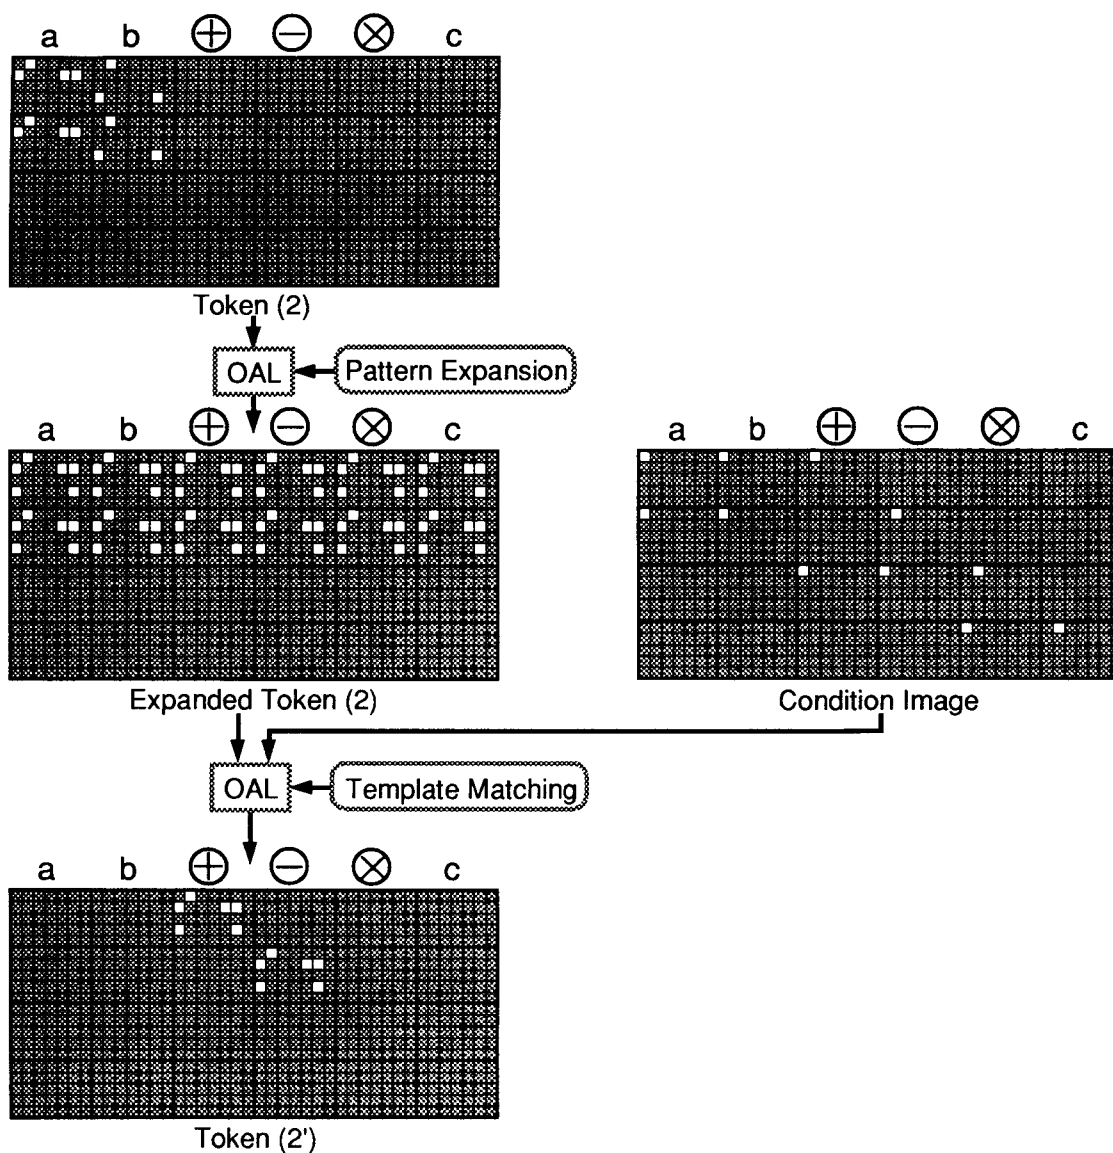 a b ⊕ ⊖ ⊗ c
Token (2)
OAL Pattern Expansion
a b ⊕ ⊖ ⊗ c
a b ⊕ ⊖ ⊗ c
Expanded Token (2)
Condition Image
OAL Template Matching
a b ⊕ ⊖ ⊗ c
Token (2')